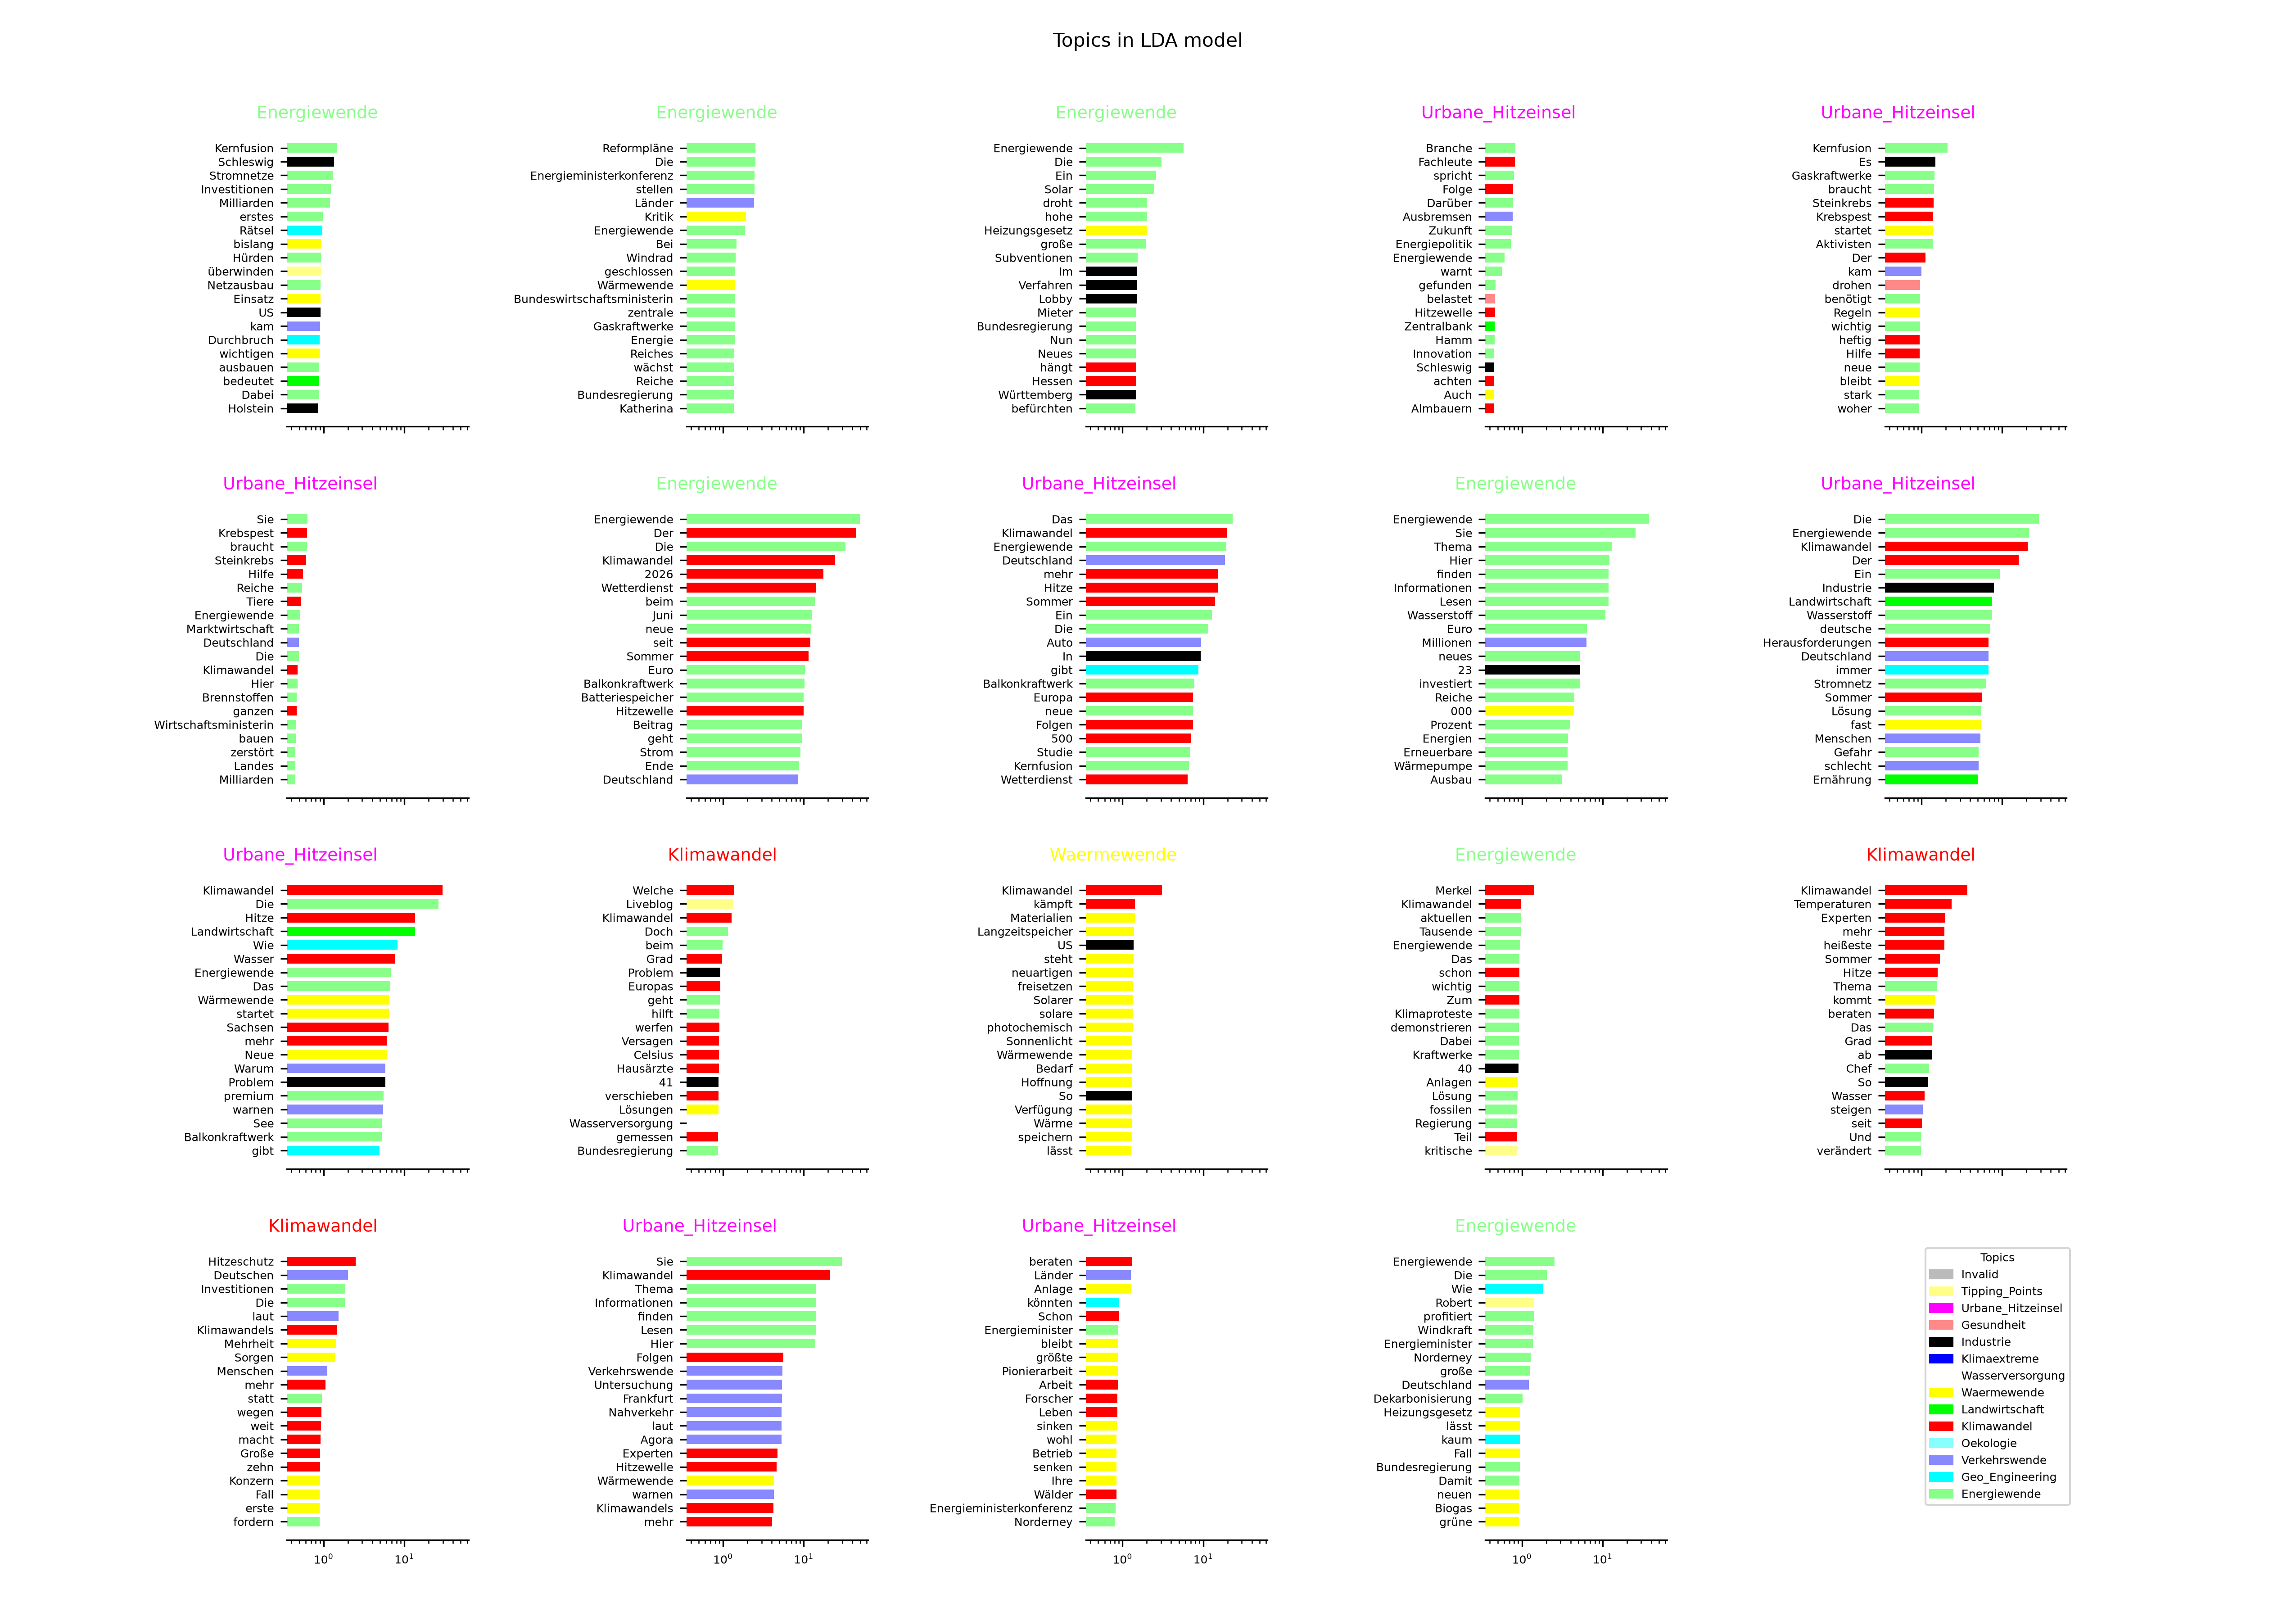 Topics in LDA model
Energiewende
Kernfusion
Schleswig
Stromnetze
Investitionen
Milliarden
erstes
Rätsel
bislang
Hürden
überwinden
Netzausbau
Einsatz
US
kam
Durchbruch
wichtigen
ausbauen
bedeutet
Dabei
Holstein
Energiewende
Reformpläne
Die
Energieministerkonferenz
stellen
Länder
Kritik
Energiewende
Bei
Windrad
geschlossen
Wärmewende
Bundeswirtschaftsministerin
zentrale
Gaskraftwerke
Energie
Reiches
wächst
Reiche
Bundesregierung
Katherina
Energiewende
Energiewende
Die
Ein
Solar
droht
hohe
Heizungsgesetz
große
Subventionen
Im
Verfahren
Lobby
Mieter
Bundesregierung
Nun
Neues
hängt
Hessen
Württemberg
befürchten
Urbane_Hitzeinsel
Branche
Fachleute
spricht
Folge
Darüber
Ausbremsen
Zukunft
Energiepolitik
Energiewende
warnt
gefunden
belastet
Hitzewelle
Zentralbank
Hamm
Innovation
Schleswig
achten
Auch
Almbauern
Urbane_Hitzeinsel
Kernfusion
Es
Gaskraftwerke
braucht
Steinkrebs
Krebspest
startet
Aktivisten
Der
kam
drohen
benötigt
Regeln
wichtig
heftig
Hilfe
neue
bleibt
stark
woher
Urbane_Hitzeinsel
Sie
Krebspest
braucht
Steinkrebs
Hilfe
Reiche
Tiere
Energiewende
Marktwirtschaft
Deutschland
Die
Klimawandel
Hier
Brennstoffen
ganzen
Wirtschaftsministerin
bauen
zerstört
Landes
Milliarden
Energiewende
Energiewende
Der
Die
Klimawandel
2026
Wetterdienst
beim
Juni
neue
seit
Sommer
Euro
Balkonkraftwerk
Batteriespeicher
Hitzewelle
Beitrag
geht
Strom
Ende
Deutschland
Urbane_Hitzeinsel
Das
Klimawandel
Energiewende
Deutschland
mehr
Hitze
Sommer
Ein
Die
Auto
In
gibt
Balkonkraftwerk
Europa
neue
Folgen
500
Studie
Kernfusion
Wetterdienst
Energiewende
Energiewende
Sie
Thema
Hier
finden
Informationen
Lesen
Wasserstoff
Euro
Millionen
neues
23
investiert
Reiche
000
Prozent
Energien
Erneuerbare
Wärmepumpe
Ausbau
Urbane_Hitzeinsel
Die
Energiewende
Klimawandel
Der
Ein
Industrie
Landwirtschaft
Wasserstoff
deutsche
Herausforderungen
Deutschland
immer
Stromnetz
Sommer
Lösung
fast
Menschen
Gefahr
schlecht
Ernährung
Urbane_Hitzeinsel
Klimawandel
Die
Hitze
Landwirtschaft
Wie
Wasser
Energiewende
Das
Wärmewende
startet
Sachsen
mehr
Neue
Warum
Problem
premium
warnen
See
Balkonkraftwerk
gibt
Klimawandel
Welche
Liveblog
Klimawandel
Doch
beim
Grad
Problem
Europas
geht
hilft
werfen
Versagen
Celsius
Hausärzte
41
verschieben
Lösungen
Wasserversorgung
gemessen
Bundesregierung
Waermewende
Klimawandel
kämpft
Materialien
Langzeitspeicher
US
steht
neuartigen
freisetzen
Solarer
solare
photochemisch
Sonnenlicht
Wärmewende
Bedarf
Hoffnung
So
Verfügung
Wärme
speichern
lässt
Energiewende
Merkel
Klimawandel
aktuellen
Tausende
Energiewende
Das
schon
wichtig
Zum
Klimaproteste
demonstrieren
Dabei
Kraftwerke
40
Anlagen
Lösung
fossilen
Regierung
Teil
kritische
Klimawandel
Klimawandel
Temperaturen
Experten
mehr
heißeste
Sommer
Hitze
Thema
kommt
beraten
Das
Grad
ab
Chef
So
Wasser
steigen
seit
Und
verändert
Klimawandel
Hitzeschutz
Deutschen
Investitionen
Die
laut
Klimawandels
Mehrheit
Sorgen
Menschen
mehr
statt
wegen
weit
macht
Große
zehn
Konzern
Fall
erste
fordern
10⁰ 10¹
Urbane_Hitzeinsel
Sie
Klimawandel
Thema
Informationen
finden
Lesen
Hier
Folgen
Verkehrswende
Untersuchung
Frankfurt
Nahverkehr
laut
Agora
Experten
Hitzewelle
Wärmewende
warnen
Klimawandels
mehr
10⁰ 10¹
Urbane_Hitzeinsel
beraten
Länder
Anlage
könnten
Schon
Energieminister
bleibt
größte
Pionierarbeit
Arbeit
Forscher
Leben
sinken
wohl
Betrieb
senken
Ihre
Wälder
Energieministerkonferenz
Norderney
10⁰ 10¹
Energiewende
Energiewende
Die
Wie
Robert
profitiert
Windkraft
Energieminister
Norderney
große
Deutschland
Dekarbonisierung
Heizungsgesetz
lässt
kaum
Fall
Bundesregierung
Damit
neuen
Biogas
grüne
10⁰ 10¹
Topics
Invalid
Tipping_Points
Urbane_Hitzeinsel
Gesundheit
Industrie
Klimaextreme
Wasserversorgung
Waermewende
Landwirtschaft
Klimawandel
Oekologie
Verkehrswende
Geo_Engineering
Energiewende